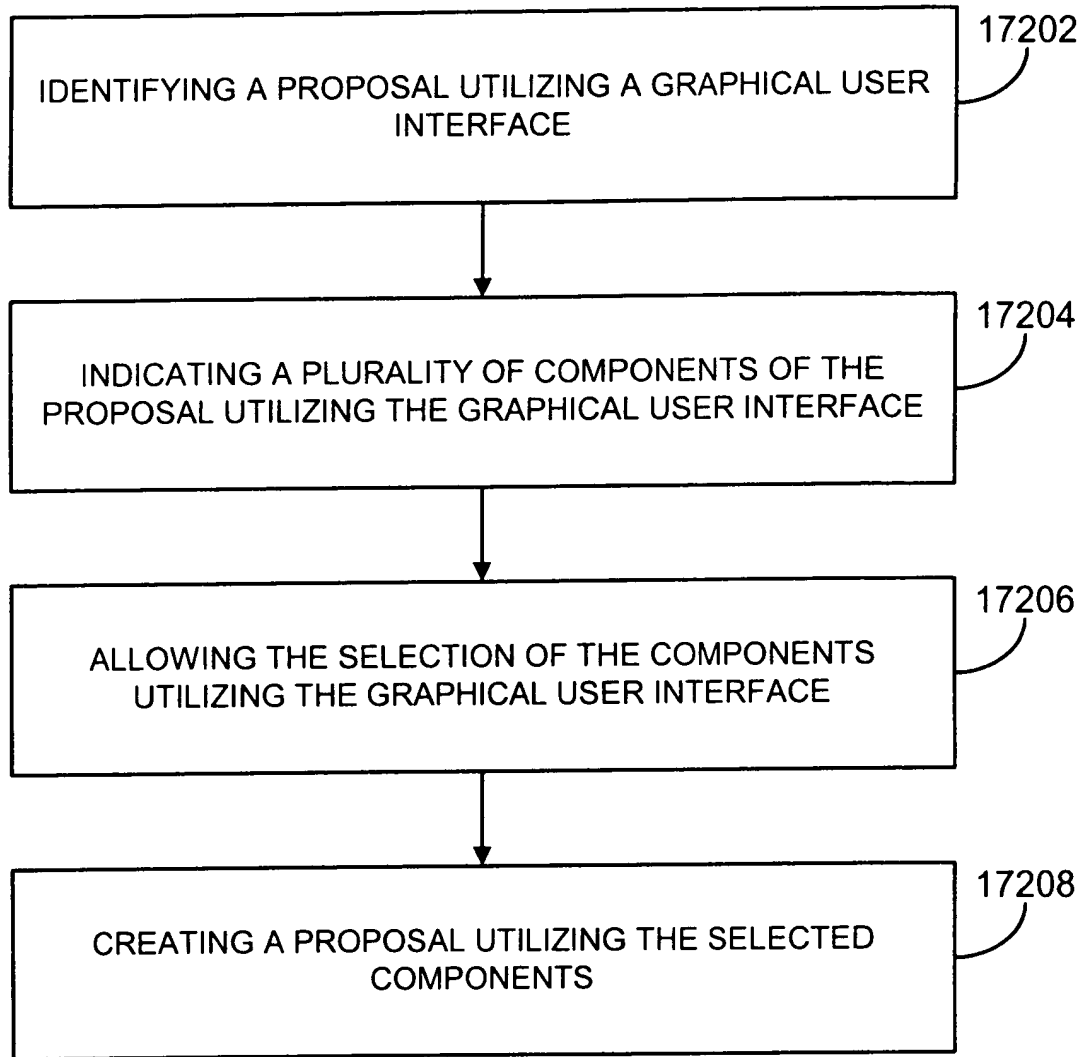 17202
IDENTIFYING A PROPOSAL UTILIZING A GRAPHICAL USER
INTERFACE
17204
INDICATING A PLURALITY OF COMPONENTS OF THE
PROPOSAL UTILIZING THE GRAPHICAL USER INTERFACE
17206
ALLOWING THE SELECTION OF THE COMPONENTS
UTILIZING THE GRAPHICAL USER INTERFACE
17208
CREATING A PROPOSAL UTILIZING THE SELECTED
COMPONENTS